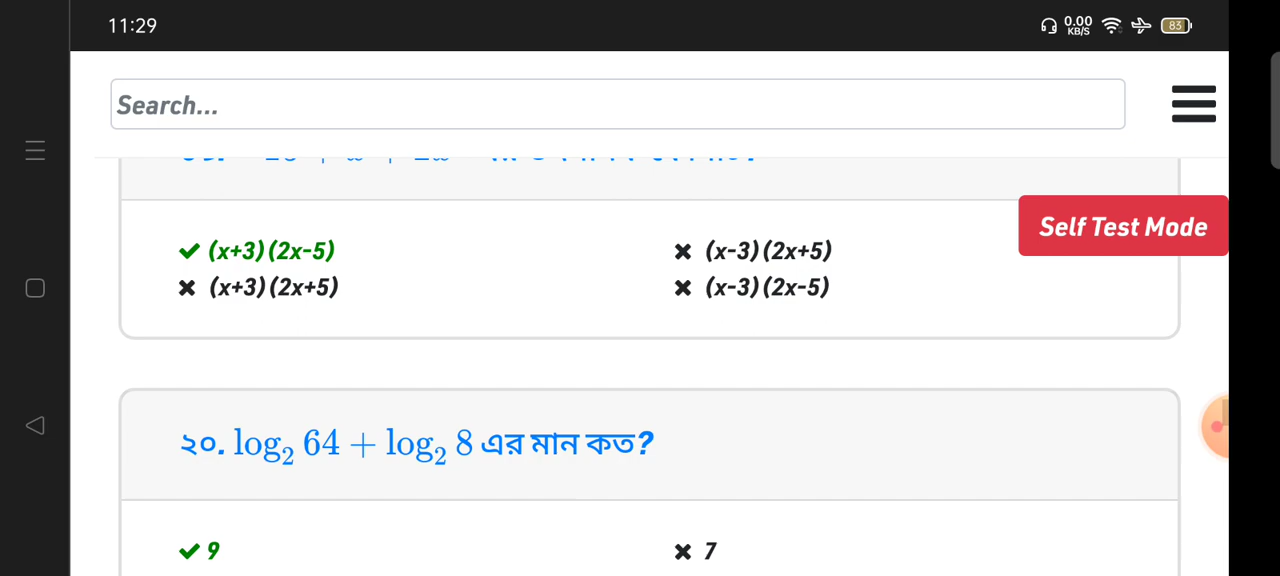 11:29
0.00
KB/S
83
Search...
Self Test Mode
✔ (x+3)(2x-5)
✖ (x-3)(2x+5)
✖ (x+3)(2x+5)
✖ (x-3)(2x-5)
২০. log₂ 64 + log₂ 8 এর মান কত?
✔ 9
✖ 7